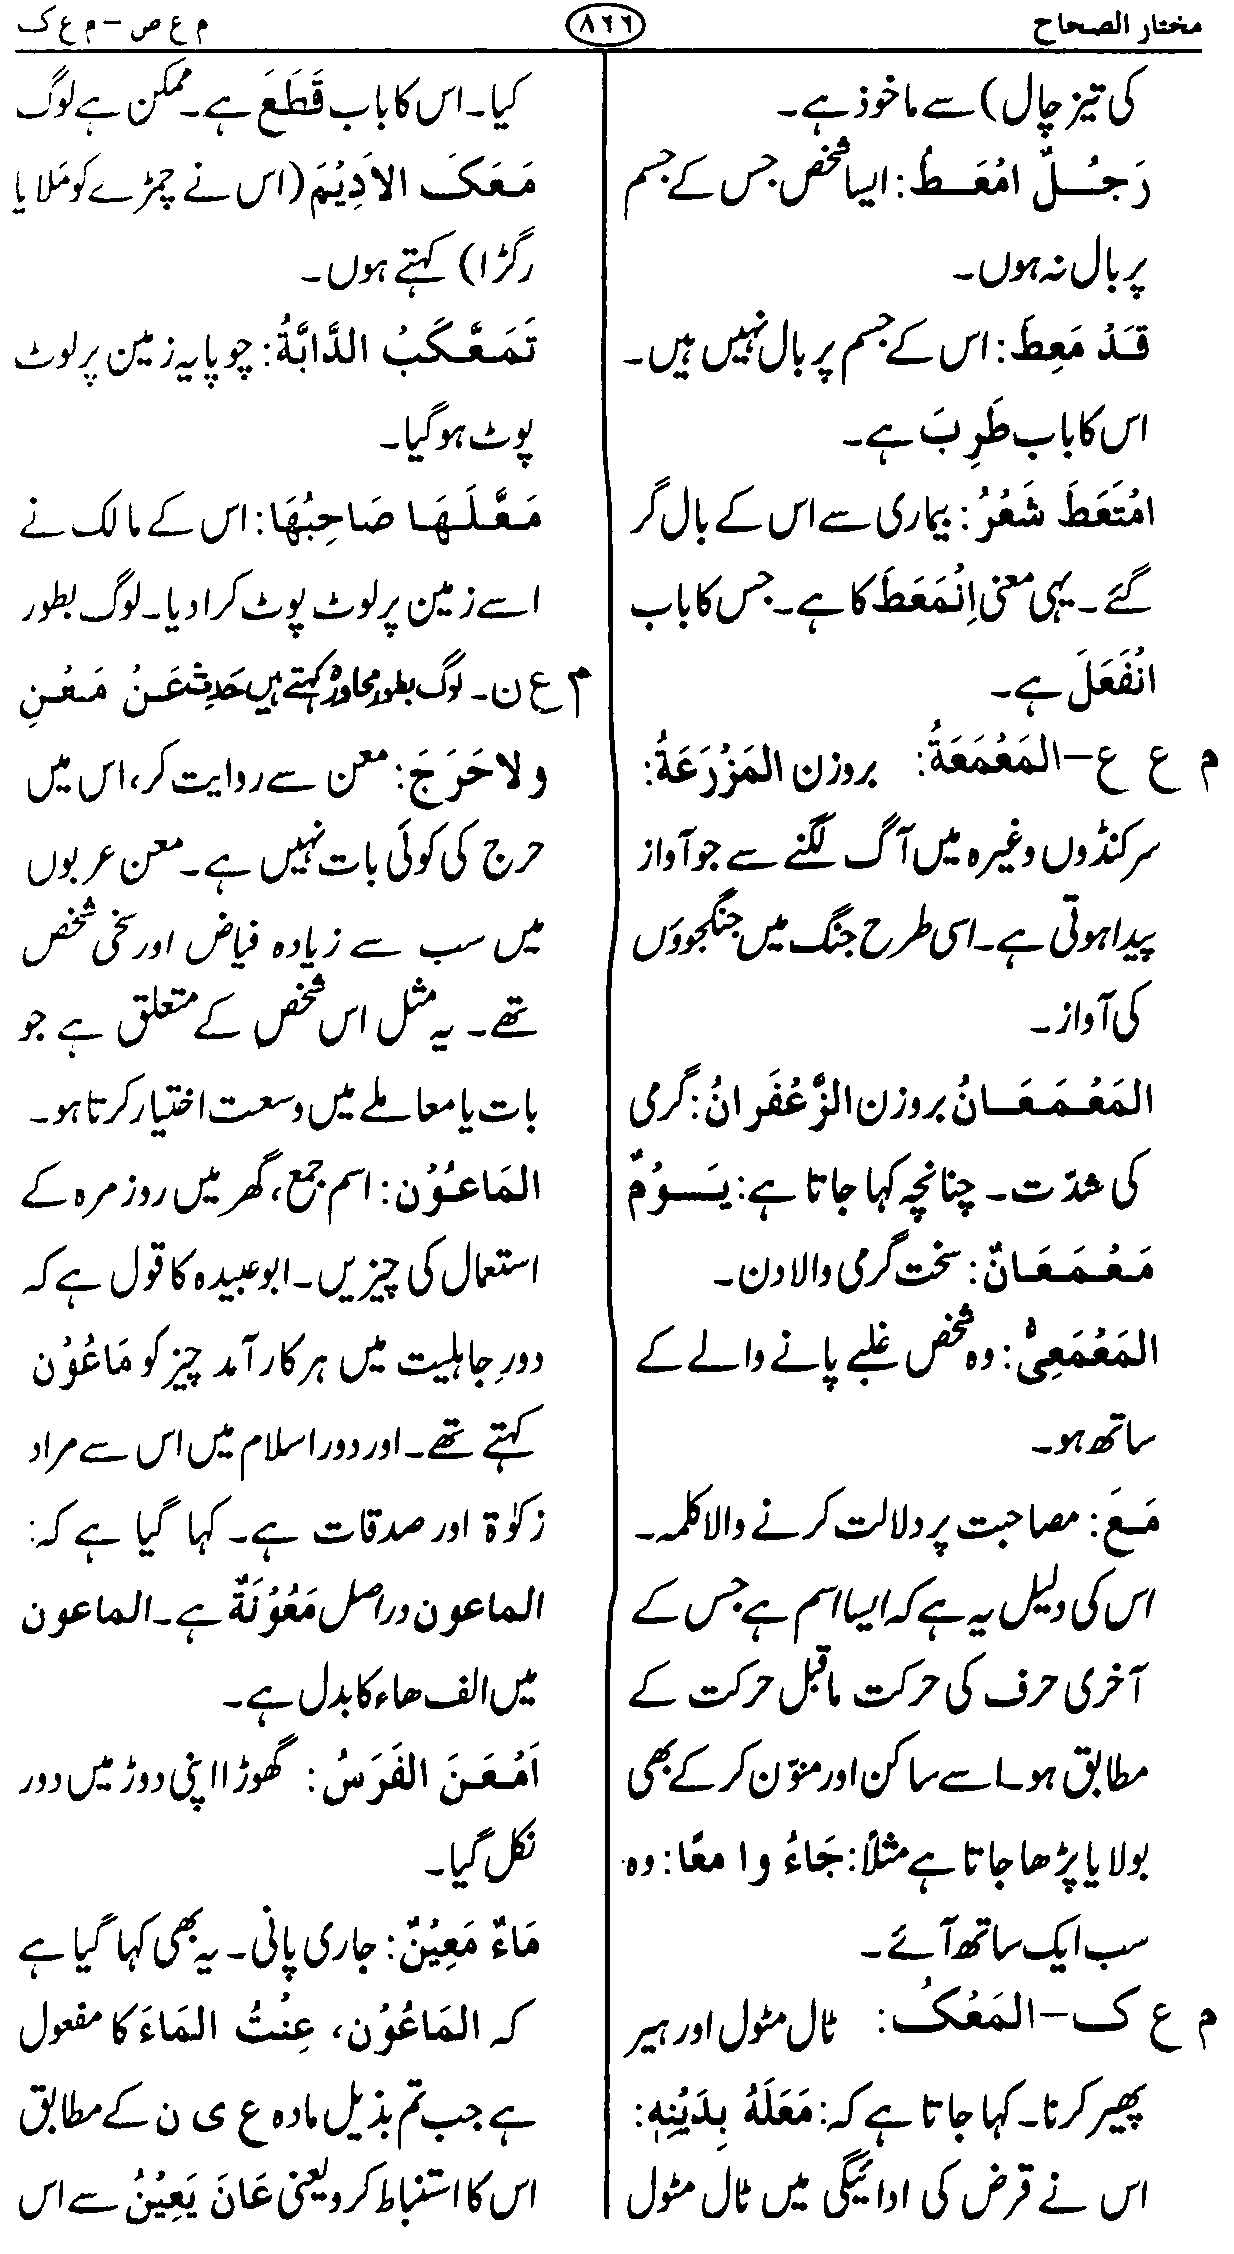 مختار الصحاح
۸۶۶
م ع ص – م ع ک
کی تیز چال) سے ماخوذ ہے۔
رَجُلٌ امْعَطُ: ایسا شخص جس کے جسم
پر بال نہ ہوں۔
قَدْ مَعِطَ: اس کے جسم پر بال نہیں ہیں۔
اس کا باب طَرِبَ ہے۔
امْتَعَطَ شَعْرُ: بیماری سے اس کے بال گر
گئے۔ یہی معنی اِنْمَعَطَ کا ہے۔ جس کا باب
انْفَعَلَ ہے۔
م ع ع – المَعْمَعَةُ: بروزن المَزْرَعَةُ:
سرکنڈوں وغیرہ میں آگ لگنے سے جو آواز
پیدا ہوتی ہے۔ اسی طرح جنگ میں جنگجووَں
کی آواز۔
المَعْمَعَانُ بروزن الزَّعْفَرانُ: گرمی
کی شدّت۔ چنانچہ کہا جاتا ہے: یَسوْمٌ
مَعْمَعَانٌ: سخت گرمی والا دن۔
المَعْمَعِیُّ: وہ شخص غلبے پانے والے کے
ساتھ ہو۔
مَعَ: مصاحبت پر دلالت کرنے والا کلمہ۔
اس کی دلیل یہ ہے کہ ایسا اسم ہے جس کے
آخری حرف کی حرکت ماقبل حرکت کے
مطابق ہو۔ اسے ساکن اور منوّن کر کے بھی
بولا یا پڑھا جاتا ہے مثلاً: جَاءُ وا معًا: وہ
سب ایک ساتھ آئے۔
م ع ک – المَعْکُ: ٹال مٹول اور ہیر
پھیر کرنا۔ کہا جاتا ہے کہ: مَعَلَهُ بِدَیْنِهٖ:
اس نے قرض کی ادائیگی میں ٹال مٹول
کیا۔ اس کا باب قَطَعَ ہے۔ ممکن ہے لوگ
مَعَکَ الاَدِیْمَ (اس نے چمڑے کو مَلا یا
رگڑا) کہتے ہوں۔
تَمَعَّکَبُ الدَّابَّةُ: چوپایہ زمین پر لوٹ
پوٹ ہو گیا۔
مَعَّلَهَا صَاحِبُهَا: اس کے مالک نے
اسے زمین پر لوٹ پوٹ کرا دیا۔ لوگ بطور
م ع ن۔ لوگ بطور محاورہ کہتے ہیں حَدِث عَنْ مَعْنِ
ولا حَرَجَ: معن سے روایت کر، اس میں
حرج کی کوئی بات نہیں ہے۔ معن عربوں
میں سب سے زیادہ فیاض اور سخی شخص
تھے۔ یہ مثل اس شخص کے متعلق ہے جو
بات یا معاملے میں وسعت اختیار کرتا ہو۔
المَاعُوْن: اسم جمع، گھر میں روزمرہ کے
استعمال کی چیزیں۔ ابوعبیدہ کا قول ہے کہ
دورِ جاہلیت میں ہر کار آمد چیز کو مَاعُوْن
کہتے تھے۔ اور دور اسلام میں اس سے مراد
زکوٰۃ اور صدقات ہے۔ کہا گیا ہے کہ:
الماعون دراصل مَعُوْنَةٌ ہے۔ الماعون
میں الف ھاء کا بدل ہے۔
اَمْعَنَ الفَرَسُ: گھوڑا اپنی دوڑ میں دور
نکل گیا۔
مَاءٌ مَعِیْنٌ: جاری پانی۔ یہ بھی کہا گیا ہے
کہ المَاعُوْن، عِنْتُ المَاءَ کا مفعول
ہے جب تم بذیل مادہ ع ی ن کے مطابق
اس کا استنباط کرو یعنی عَانَ یَعِیْنُ سے اس